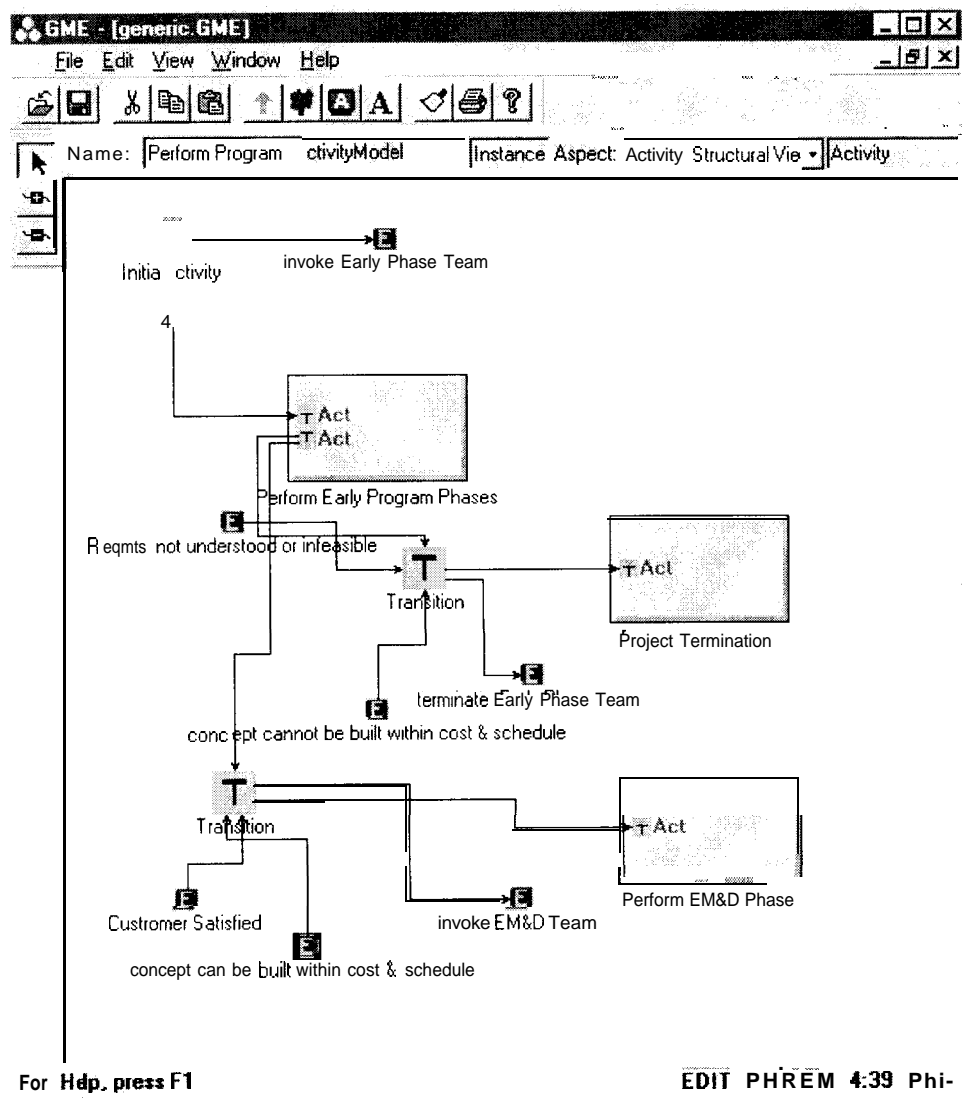 GME - [generic.GME]
File Edit View Window Help
A A
Name: Perform Program ctivityModel Instance Aspect: Activity Structural Vie Activity
E
invoke Early Phase Team
Initia ctivity
4
T Act
T Act
Perform Early Program Phases
E
Reqmts not understood or infeasible
T
Transition
T Act
Project Termination
E
terminate Early Phase Team
E
concept cannot be built within cost & schedule
T
Transition
T Act
Perform EM&D Phase
E
Custromer Satisfied
E
invoke EM&D Team
E
concept can be built within cost & schedule
For Help, press F1 EDIT PHREM 4:39 Phi-